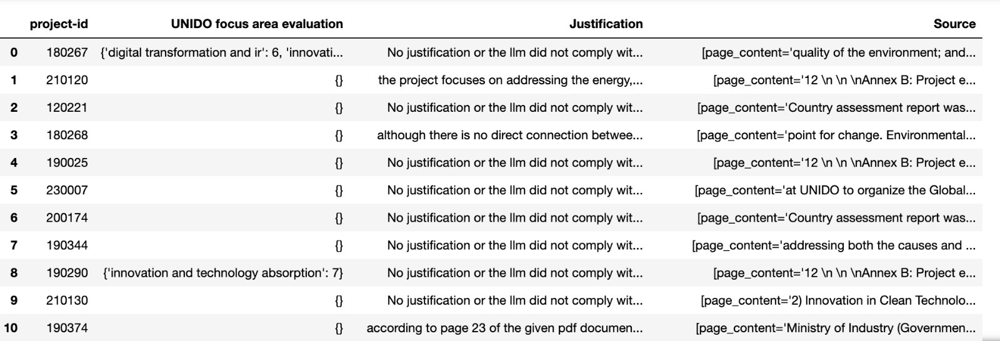 project-id UNIDO focus area evaluation Justification Source
0 180267 {'digital transformation and ir': 6, 'innovati... No justification or the llm did not comply wit... [page_content='quality of the environment; and...
1 210120 {} the project focuses on addressing the energy,... [page_content='12 \n \n \nAnnex B: Project e...
2 120221 {} No justification or the llm did not comply wit... [page_content='Country assessment report was...
3 180268 {} although there is no direct connection betwee... [page_content='point for change. Environmental...
4 190025 {} No justification or the llm did not comply wit... [page_content='12 \n \n \nAnnex B: Project e...
5 230007 {} No justification or the llm did not comply wit... [page_content='at UNIDO to organize the Global...
6 200174 {} No justification or the llm did not comply wit... [page_content='Country assessment report was...
7 190344 {} No justification or the llm did not comply wit... [page_content='addressing both the causes and ...
8 190290 {'innovation and technology absorption': 7} No justification or the llm did not comply wit... [page_content='12 \n \n \nAnnex B: Project e...
9 210130 {} No justification or the llm did not comply wit... [page_content='2) Innovation in Clean Technolo...
10 190374 {} according to page 23 of the given pdf documen... [page_content='Ministry of Industry (Governmen...